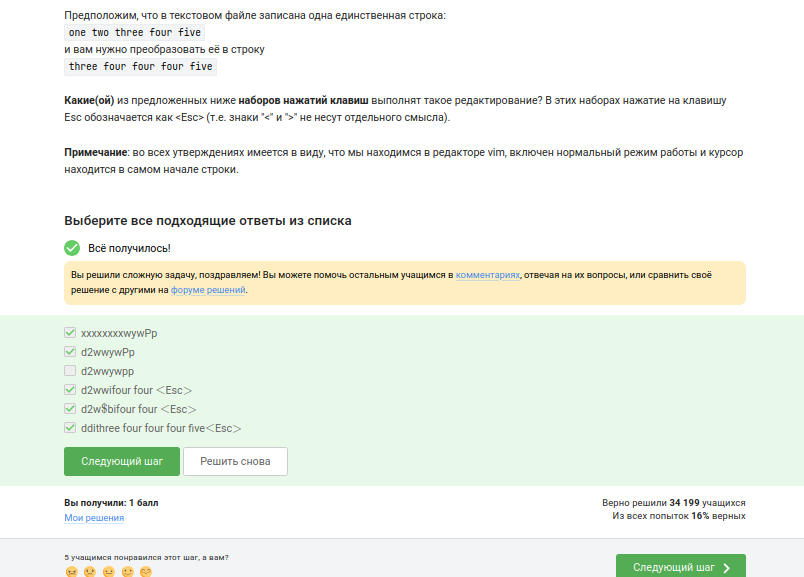 Предположим, что в текстовом файле записана одна единственная строка:
one two three four five
и вам нужно преобразовать её в строку
three four four four five
Какие(ой) из предложенных ниже наборов нажатий клавиш выполнят такое редактирование? В этих наборах нажатие на клавишу
Esc обозначается как <Esc> (т.е. знаки "<" и ">" не несут отдельного смысла).
Примечание: во всех утверждениях имеется в виду, что мы находимся в редакторе vim, включен нормальный режим работы и курсор
находится в самом начале строки.
Выберите все подходящие ответы из списка
Всё получилось!
Вы решили сложную задачу, поздравляем! Вы можете помочь остальным учащимся в комментариях, отвечая на их вопросы, или сравнить своё
решение с другими на форуме решений.
xxxxxxxxwywPp
d2wwywPp
d2wwywpp
d2wwifour four <Esc>
d2w$bifour four <Esc>
ddithree four four four five<Esc>
Следующий шаг
Решить снова
Вы получили: 1 балл
Верно решили 34 199 учащихся
Мои решения
Из всех попыток 16% верных
5 учащимся понравился этот шаг, а вам?
Следующий шаг